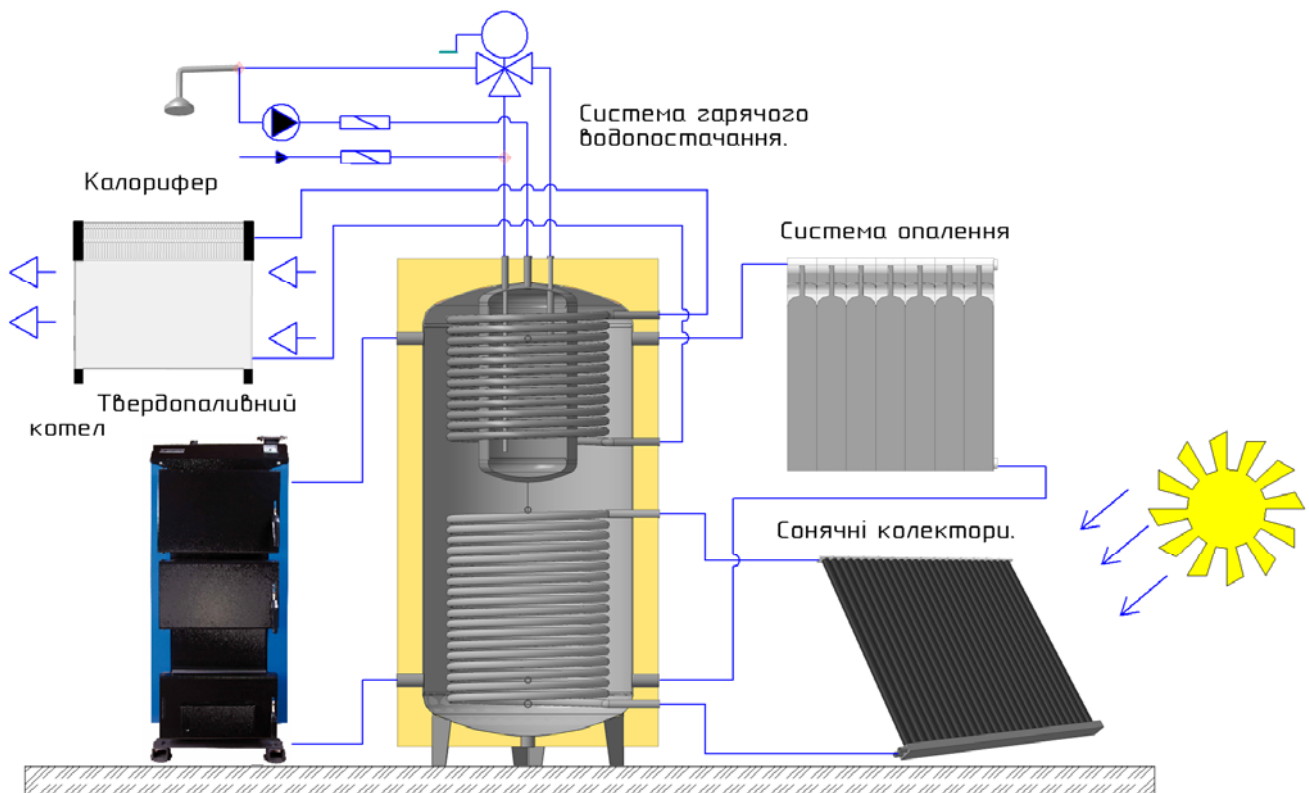 Система гарячого
водопостачання.
Калорифер
Система опалення
Твердопаливний
котел
Сонячні колектори.